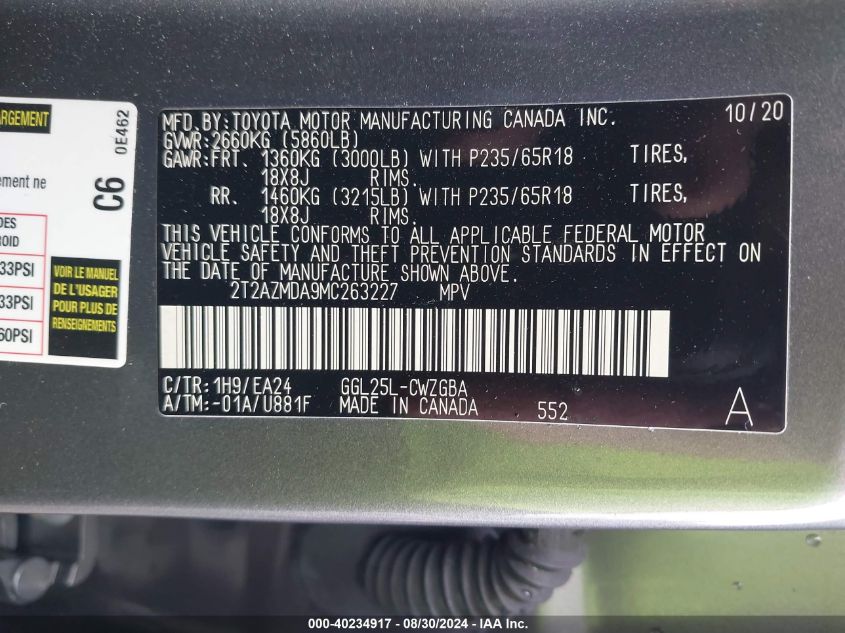 ARGEMENT
ement ne
DES
ROID
33PSI
33PSI
60PSI
C6
0E462
VOIR LE MANUEL
DE L'USAGER
POUR PLUS DE
RENSEIGNEMENTS
MFD.BY:TOYOTA MOTOR MANUFACTURING CANADA INC. 10/20
GVWR:2660KG (5860LB)
GAWR:FRT. 1360KG (3000LB) WITH P235/65R18 TIRES,
18X8J RIMS.
RR. 1460KG (3215LB) WITH P235/65R18 TIRES,
18X8J RIMS.
THIS VEHICLE CONFORMS TO ALL APPLICABLE FEDERAL MOTOR
VEHICLE SAFETY AND THEFT PREVENTION STANDARDS IN EFFECT ON
THE DATE OF MANUFACTURE SHOWN ABOVE.
2T2AZMDA9MC263227 MPV
C/TR:1H9/EA24 GGL25L-CWZGBA
A/TM:-01A/U881F MADE IN CANADA 552 A
000-40234917 - 08/30/2024 - IAA Inc.